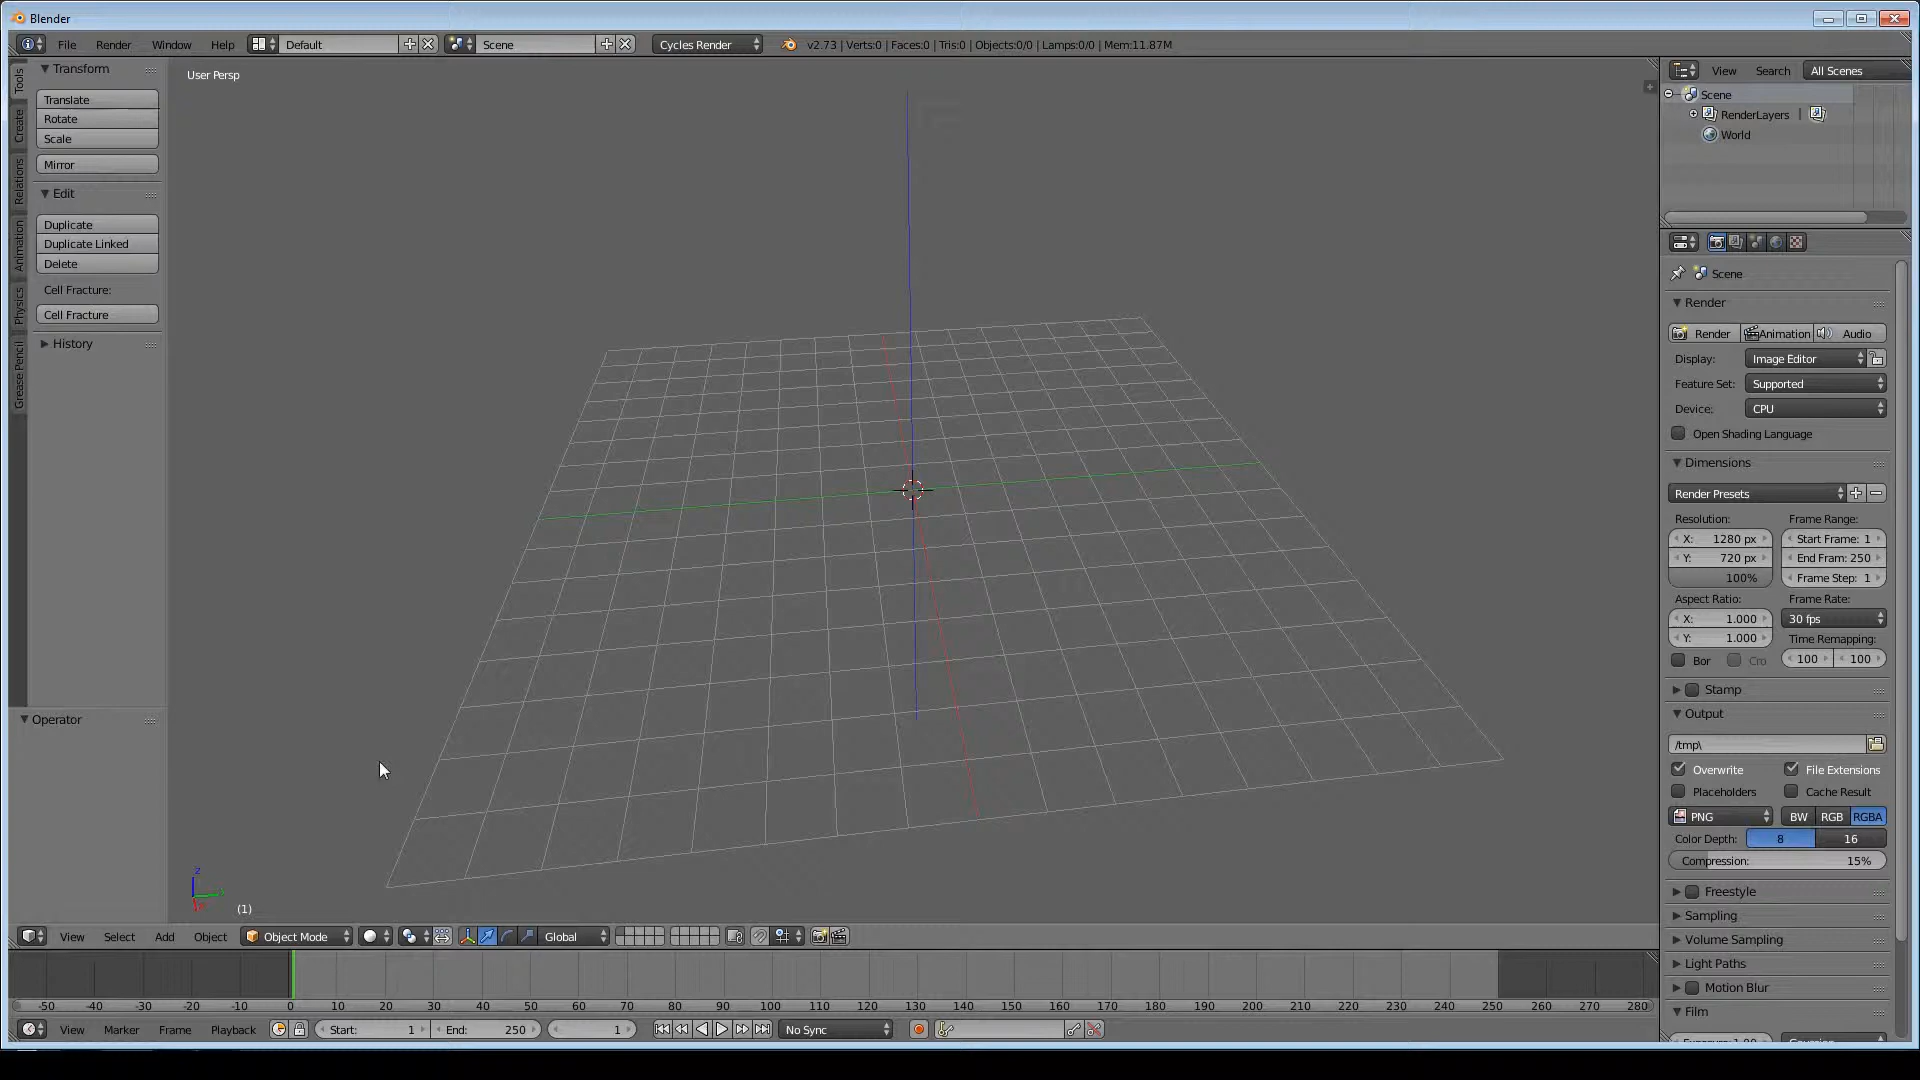 Blender
File Render Window Help Default Scene Cycles Render v2.73 | Verts:0 | Faces:0 | Tris:0 | Objects:0/0 | Lamps:0/0 | Mem:11.87M
Tools
Create
Relations
Animation
Physics
Grease Pencil
Transform
Translate
Rotate
Scale
Mirror
Edit
Duplicate
Duplicate Linked
Delete
Cell Fracture:
Cell Fracture
History
Operator
User Persp
z
(1)
View Select Add Object Object Mode Global
-50 -40 -30 -20 -10 0 10 20 30 40 50 60 70 80 90 100 110 120 130 140 150 160 170 180 190 200 210 220 230 240 250 260 270 280
View Marker Frame Playback Start: 1 End: 250 1 No Sync
View Search All Scenes
Scene
RenderLayers |
World
Scene
Render
Render Animation Audio
Display: Image Editor
Feature Set: Supported
Device: CPU
Open Shading Language
Dimensions
Render Presets
Resolution: Frame Range:
X: 1280 px Start Frame: 1
Y: 720 px End Fram: 250
100% Frame Step: 1
Aspect Ratio: Frame Rate:
X: 1.000 30 fps
Y: 1.000 Time Remapping:
Bor Cro 100 100
Stamp
Output
/tmp\
Overwrite File Extensions
Placeholders Cache Result
PNG BW RGB RGBA
Color Depth: 8 16
Compression: 15%
Freestyle
Sampling
Volume Sampling
Light Paths
Motion Blur
Film